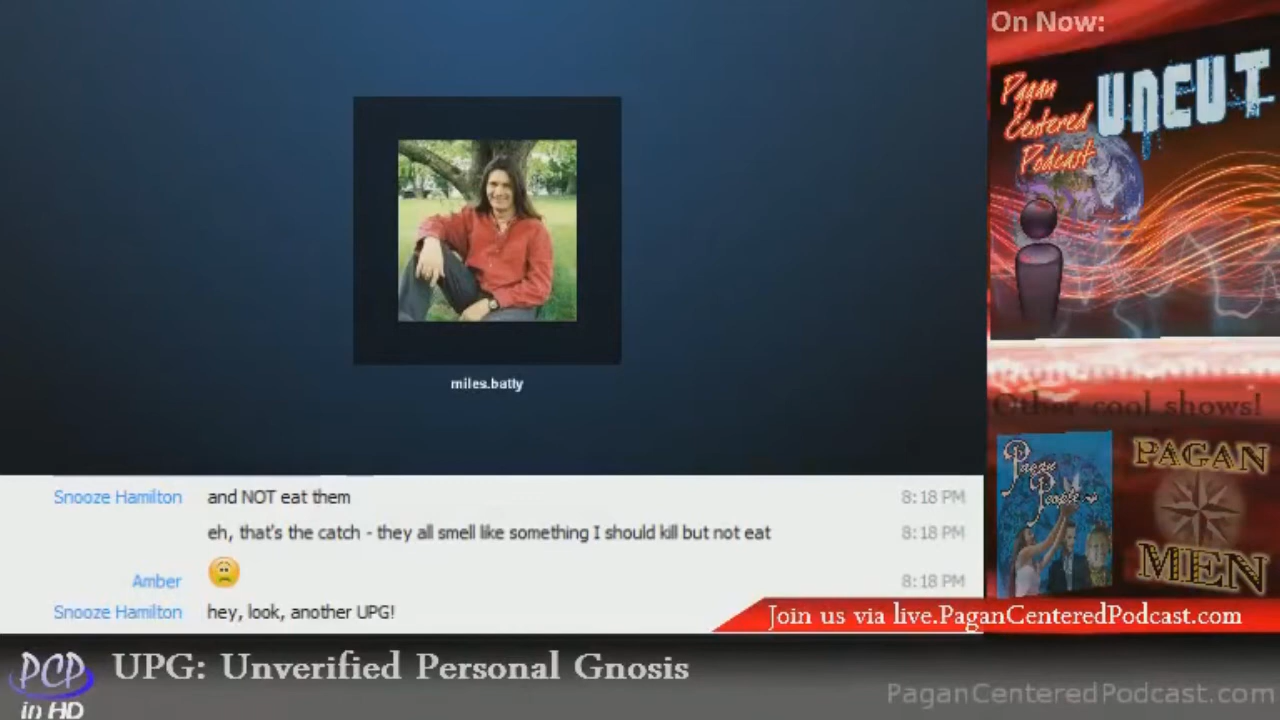 On Now:
Pagan
Centered
Podcast
UNCUT
miles.batty
Other cool shows!
Pagan
People
PAGAN
MEN
Snooze Hamilton and NOT eat them 8:18 PM
eh, that's the catch - they all smell like something I should kill but not eat 8:18 PM
Amber 8:18 PM
Snooze Hamilton hey, look, another UPG!
Join us via live.PaganCenteredPodcast.com
PCP
in HD
UPG: Unverified Personal Gnosis
PaganCenteredPodcast.com